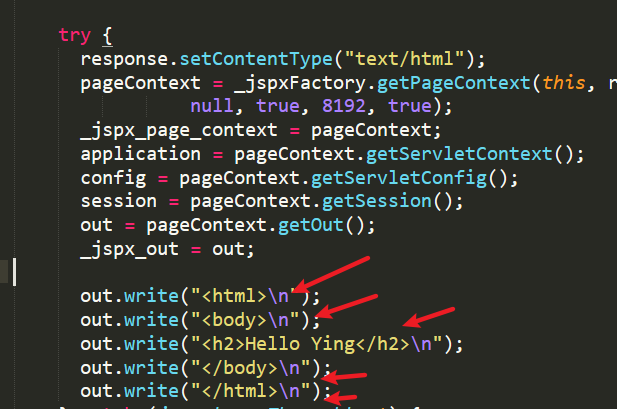 try {
response.setContentType("text/html");
pageContext = _jspxFactory.getPageContext(this, r
null, true, 8192, true);
_jspx_page_context = pageContext;
application = pageContext.getServletContext();
config = pageContext.getServletConfig();
session = pageContext.getSession();
out = pageContext.getOut();
_jspx_out = out;
out.write("<html>\n");
out.write("<body>\n");
out.write("<h2>Hello Ying</h2>\n");
out.write("</body>\n");
out.write("</html>\n");